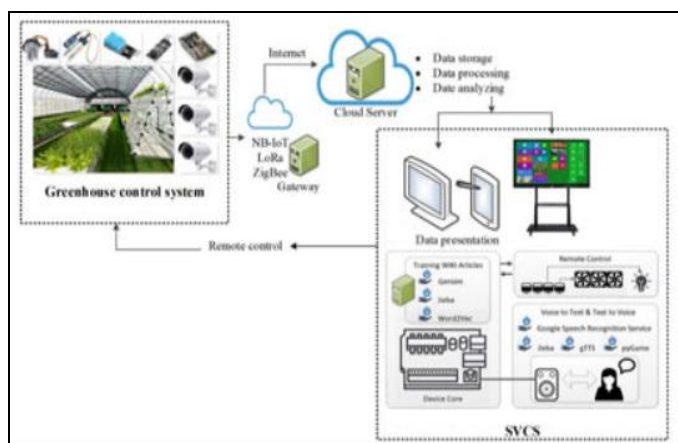 Internet
Cloud Server
Data storage
Data processing
Date analyzing
NB-IoT
LoRa
ZigBee
Gateway
Greenhouse control system
Remote control
Data presentation
Training WIKI Articles
Gensim
Jieba
Word2Vec
Device Core
Remote Control
Voice to Text & Text to Voice
Google Speech Recognition Service
Jieba
gTTS
pyGame
SVCS